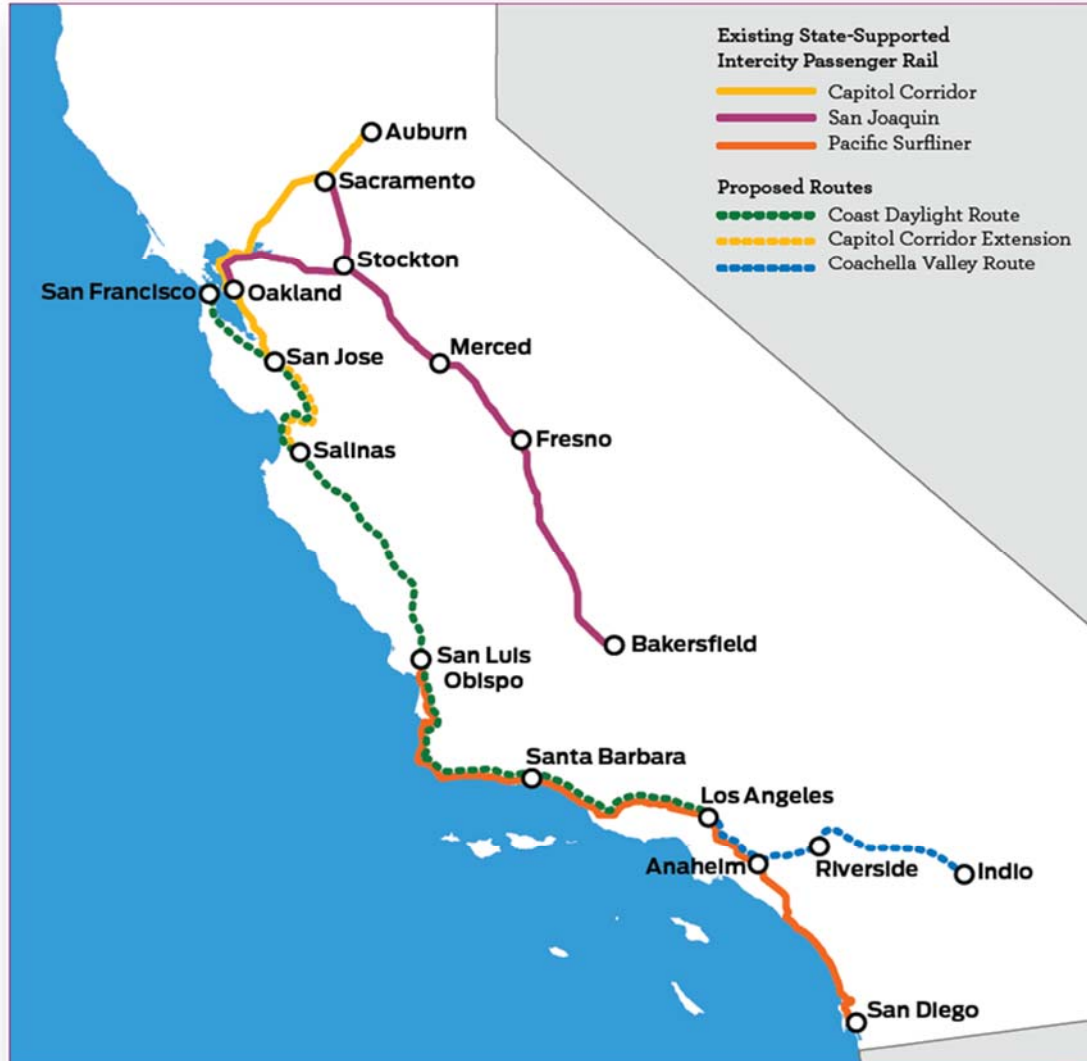 Existing State-Supported
Intercity Passenger Rail
Capitol Corridor
San Joaquin
Pacific Surfliner
Proposed Routes
Coast Daylight Route
Capitol Corridor Extension
Coachella Valley Route
Auburn
Sacramento
Stockton
San Francisco
Oakland
San Jose
Merced
Fresno
Salinas
Bakersfield
San Luis
Obispo
Santa Barbara
Los Angeles
Anaheim
Riverside
Indio
San Diego